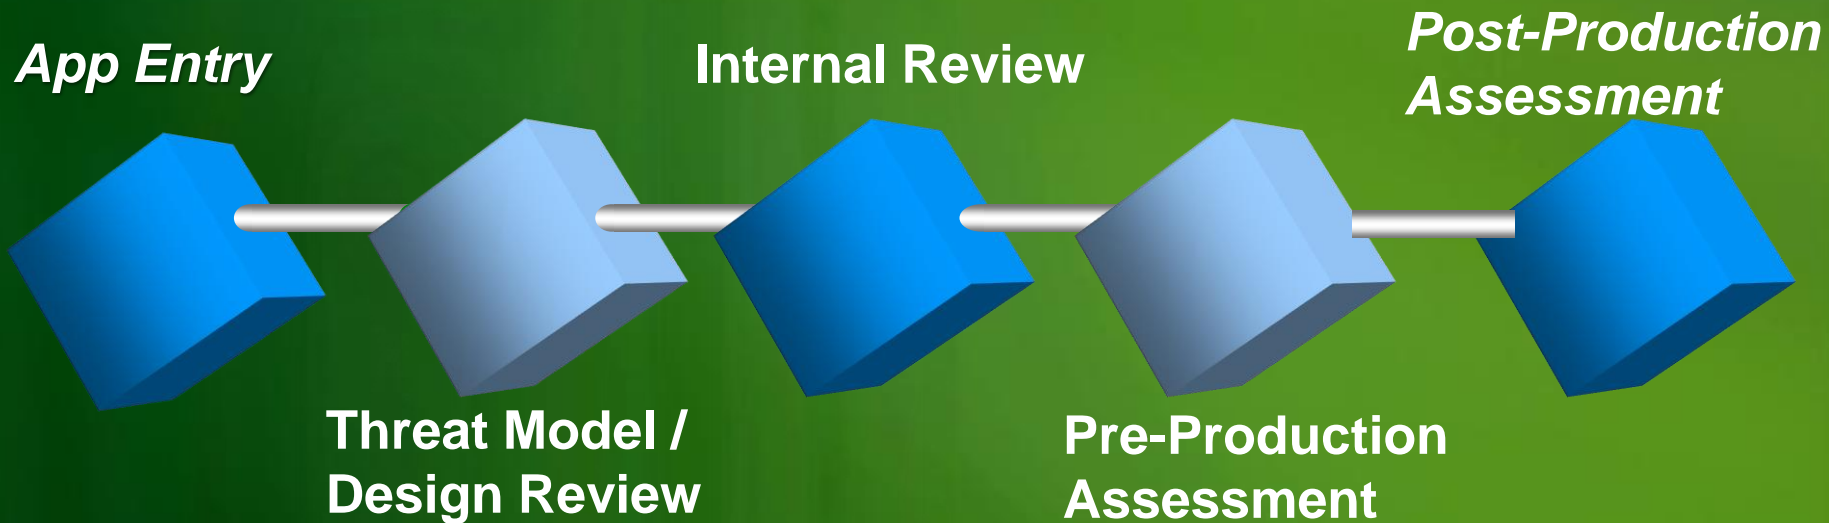 App Entry
Threat Model /
Design Review
Internal Review
Pre-Production
Assessment
Post-Production
Assessment